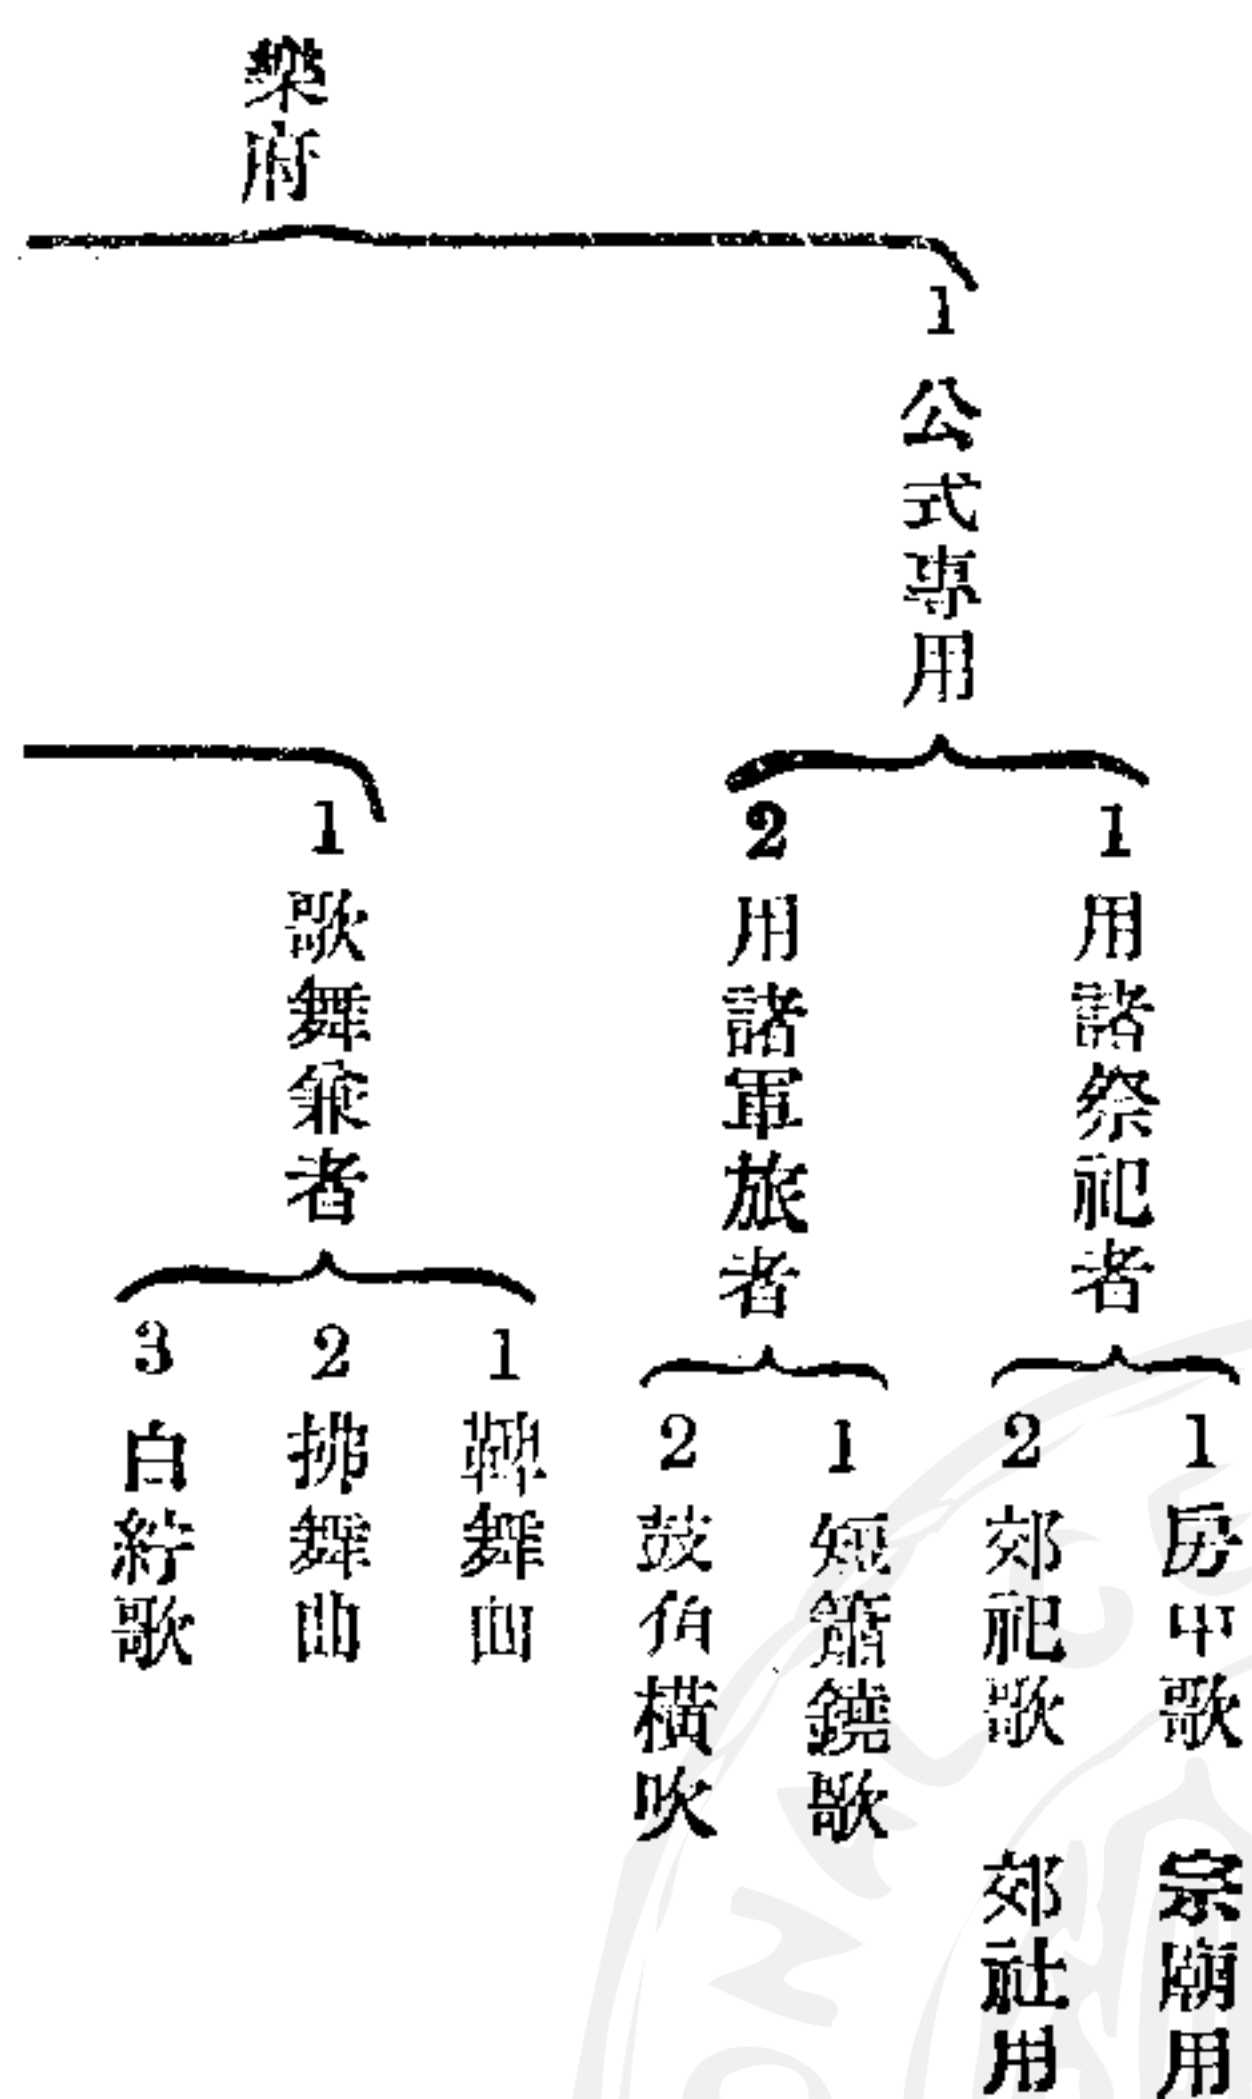 樂府
1 公式專用
1 用諸祭祀者
1 房中歌 宗廟用
2 郊祀歌 郊社用
2 用諸軍旅者
1 短簫鐃歌
2 鼓角橫吹
1 歌舞兼者
1 鞞舞曲
2 拂舞曲
3 白紵歌